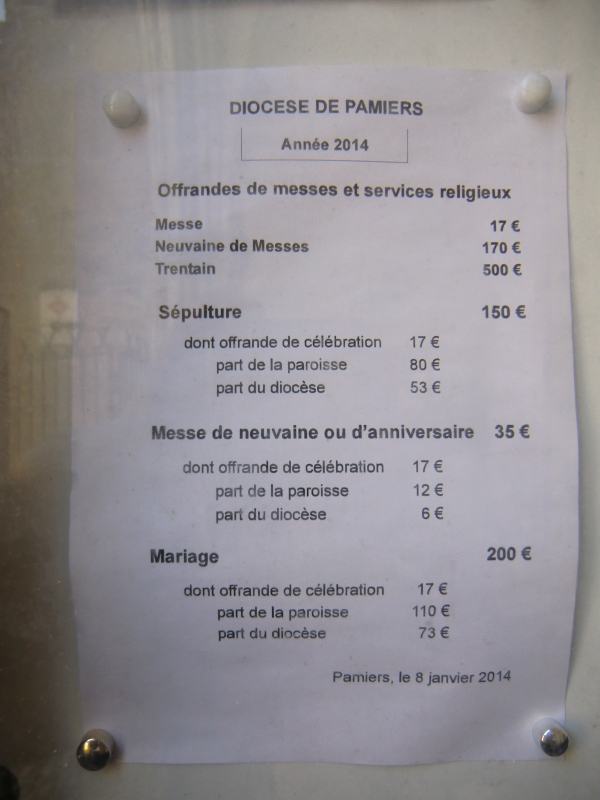 DIOCESE DE PAMIERS
Année 2014
Offrandes de messes et services religieux
Messe 17 €
Neuvaine de Messes 170 €
Trentain 500 €
Sépulture 150 €
dont offrande de célébration 17 €
part de la paroisse 80 €
part du diocèse 53 €
Messe de neuvaine ou d'anniversaire 35 €
dont offrande de célébration 17 €
part de la paroisse 12 €
part du diocèse 6 €
Mariage 200 €
dont offrande de célébration 17 €
part de la paroisse 110 €
part du diocèse 73 €
Pamiers, le 8 janvier 2014